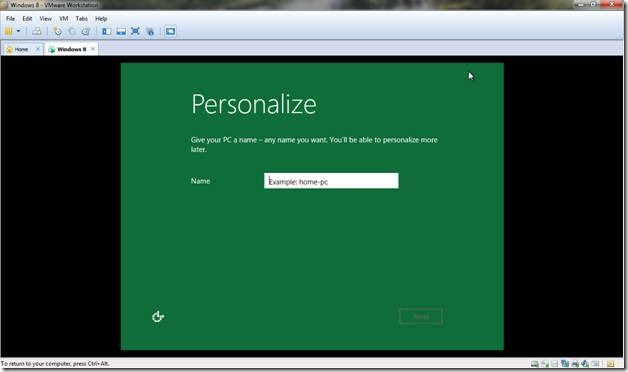 Windows 8 - VMware Workstation
File Edit View VM Tabs Help
Home Windows 8
Personalize
Give your PC a name – any name you want. You'll be able to personalize more
later.
Name
Example: home-pc
Next
To return to your computer, press Ctrl+Alt.